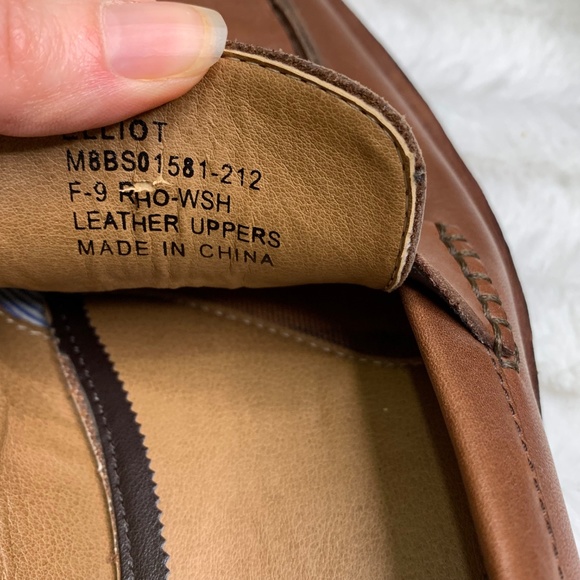 ELLIOT
M8BS01581-212
F-9 RHO-WSH
LEATHER UPPERS
MADE IN CHINA